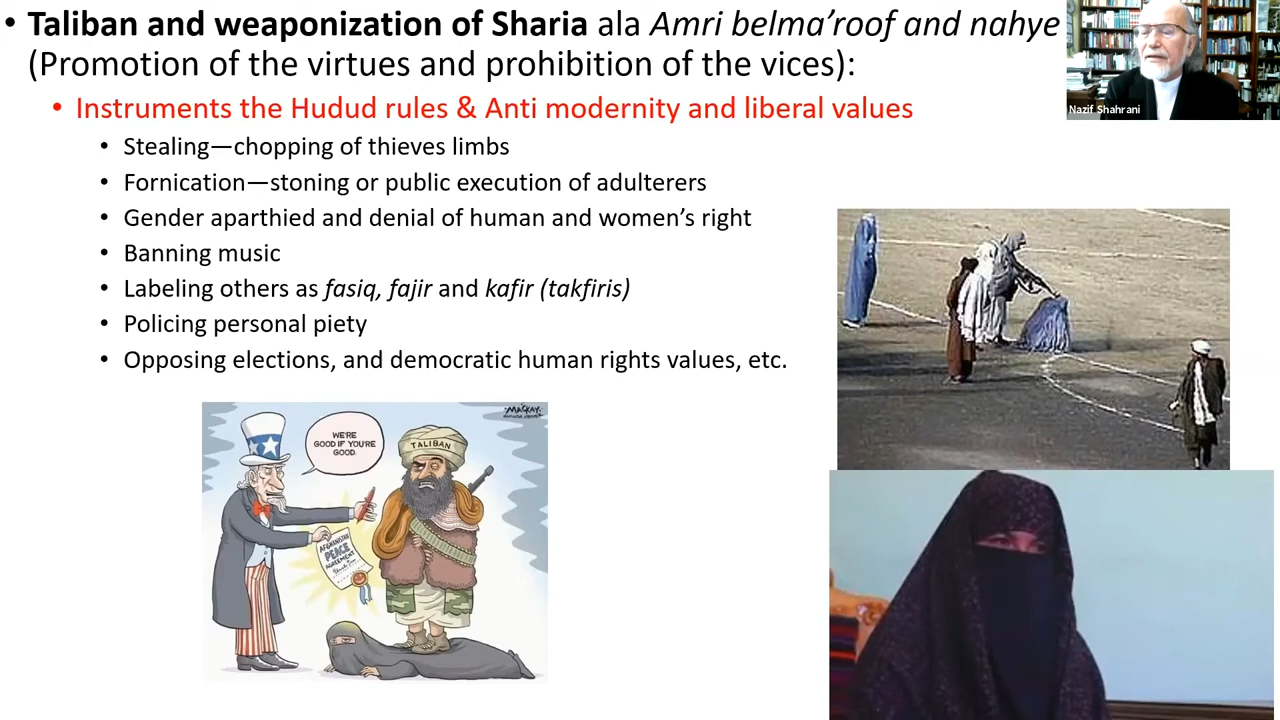 • Taliban and weaponization of Sharia ala Amri belma’roof and nahye
(Promotion of the virtues and prohibition of the vices):
• Instruments the Hudud rules & Anti modernity and liberal values
• Stealing—chopping of thieves limbs
• Fornication—stoning or public execution of adulterers
• Gender aparthied and denial of human and women’s right
• Banning music
• Labeling others as fasiq, fajir and kafir (takfiris)
• Policing personal piety
• Opposing elections, and democratic human rights values, etc.
Nazif Shahrani
MACKAY
WE'RE
GOOD IF YOU'RE
GOOD.
TALIBAN
AFGHANISTAN
PEACE
AGREEMENT